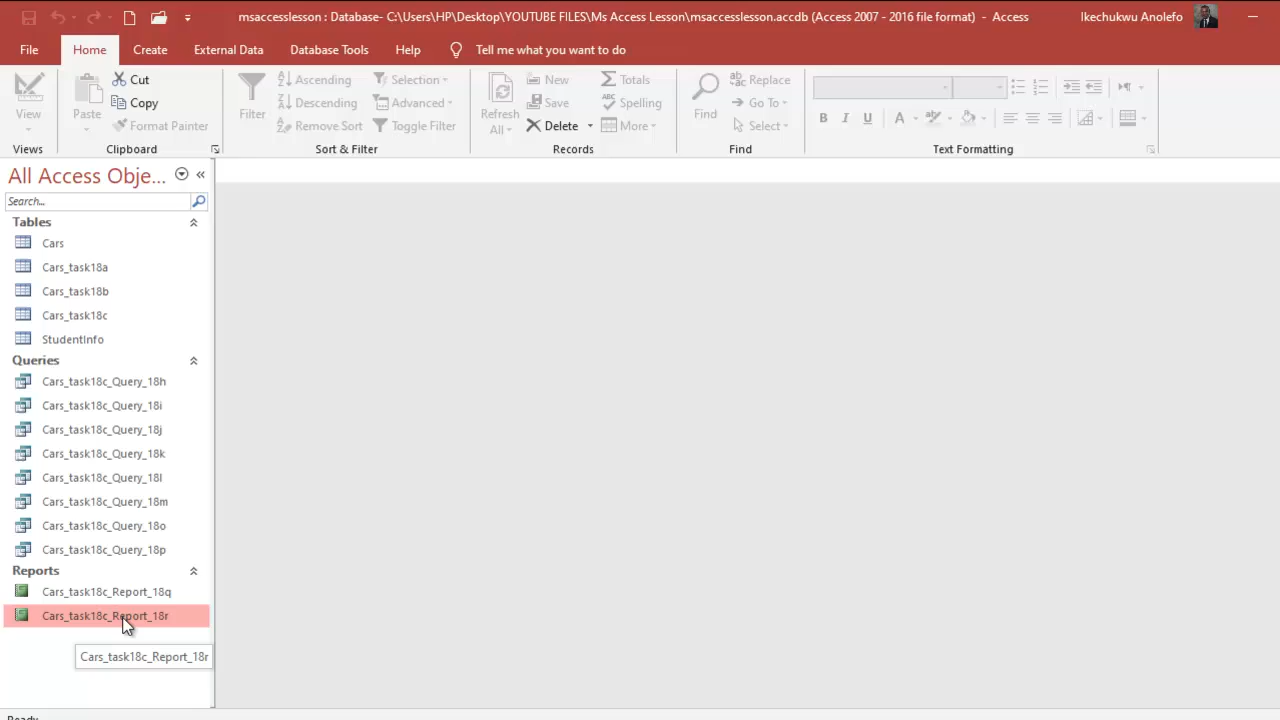 msaccesslesson : Database- C:\Users\HP\Desktop\YOUTUBE FILES\Ms Access Lesson\msaccesslesson.accdb (Access 2007 - 2016 file format) - Access
Ikechukwu Anolefo
File Home Create External Data Database Tools Help Tell me what you want to do
View
Views
Paste
Cut
Copy
Format Painter
Clipboard
Filter
Ascending
Descending
Remove Sort
Selection
Advanced
Toggle Filter
Sort & Filter
Refresh
All
New
Save
Delete
Totals
Spelling
More
Records
Find
Replace
Go To
Select
Find
B I U A
Text Formatting
All Access Obje...
Search...
Tables
Cars
Cars_task18a
Cars_task18b
Cars_task18c
StudentInfo
Queries
Cars_task18c_Query_18h
Cars_task18c_Query_18i
Cars_task18c_Query_18j
Cars_task18c_Query_18k
Cars_task18c_Query_18l
Cars_task18c_Query_18m
Cars_task18c_Query_18o
Cars_task18c_Query_18p
Reports
Cars_task18c_Report_18q
Cars_task18c_Report_18r
Cars_task18c_Report_18r
Ready